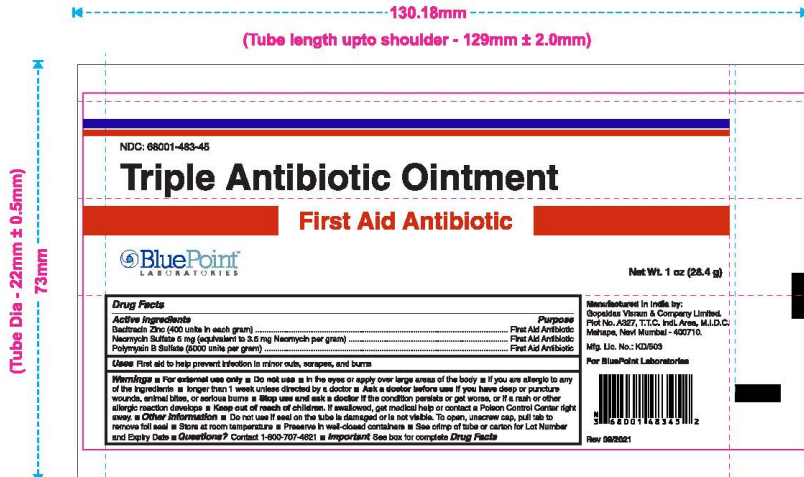 130.18mm
(Tube length upto shoulder - 129mm ± 2.0mm)
(Tube Dia - 22mm ± 0.5mm)
73mm
NDC: 68001-483-45
Triple Antibiotic Ointment
First Aid Antibiotic
BluePoint
LABORATORIES
Net Wt. 1 oz (28.4 g)
Drug Facts
Active Ingredients Purpose
Bacitracin Zinc (400 units in each gram) First Aid Antibiotic
Neomycin Sulfate 5 mg (equivalent to 3.5 mg Neomycin per gram) First Aid Antibiotic
Polymyxin B Sulfate (5000 units per gram) First Aid Antibiotic
Uses First aid to help prevent infection in minor cuts, scrapes, and burns
Warnings ■ For external use only ■ Do not use ■ in the eyes or apply over large areas of the body ■ if you are allergic to any
of the ingredients ■ longer than 1 week unless directed by a doctor ■ Ask a doctor before use if you have deep or puncture
wounds, animal bites, or serious burns ■ Stop use and ask a doctor if the condition persists or get worse, or if a rash or other
allergic reaction develops ■ Keep out of reach of children. If swallowed, get medical help or contact a Poison Control Center right
away. ■ Other Information ■ Do not use if seal on the tube is damaged or is not visible. To open, unscrew cap, pull tab to
remove foil seal ■ Store at room temperature ■ Preserve in well-closed containers ■ See crimp of tube or carton for Lot Number
and Expiry Date ■ Questions? Contact 1-800-707-4621 ■ Important See box for complete Drug Facts
Manufactured in India by:
Gopaldas Visram & Company Limited.
Plot No. A327, T.T.C. Indl. Area, M.I.D.C.
Mahape, Navi Mumbai - 400710.
Mfg. Lic. No.: KD/503
For BluePoint Laboratories
N
3 68001 48345 2
Rev 09/2021